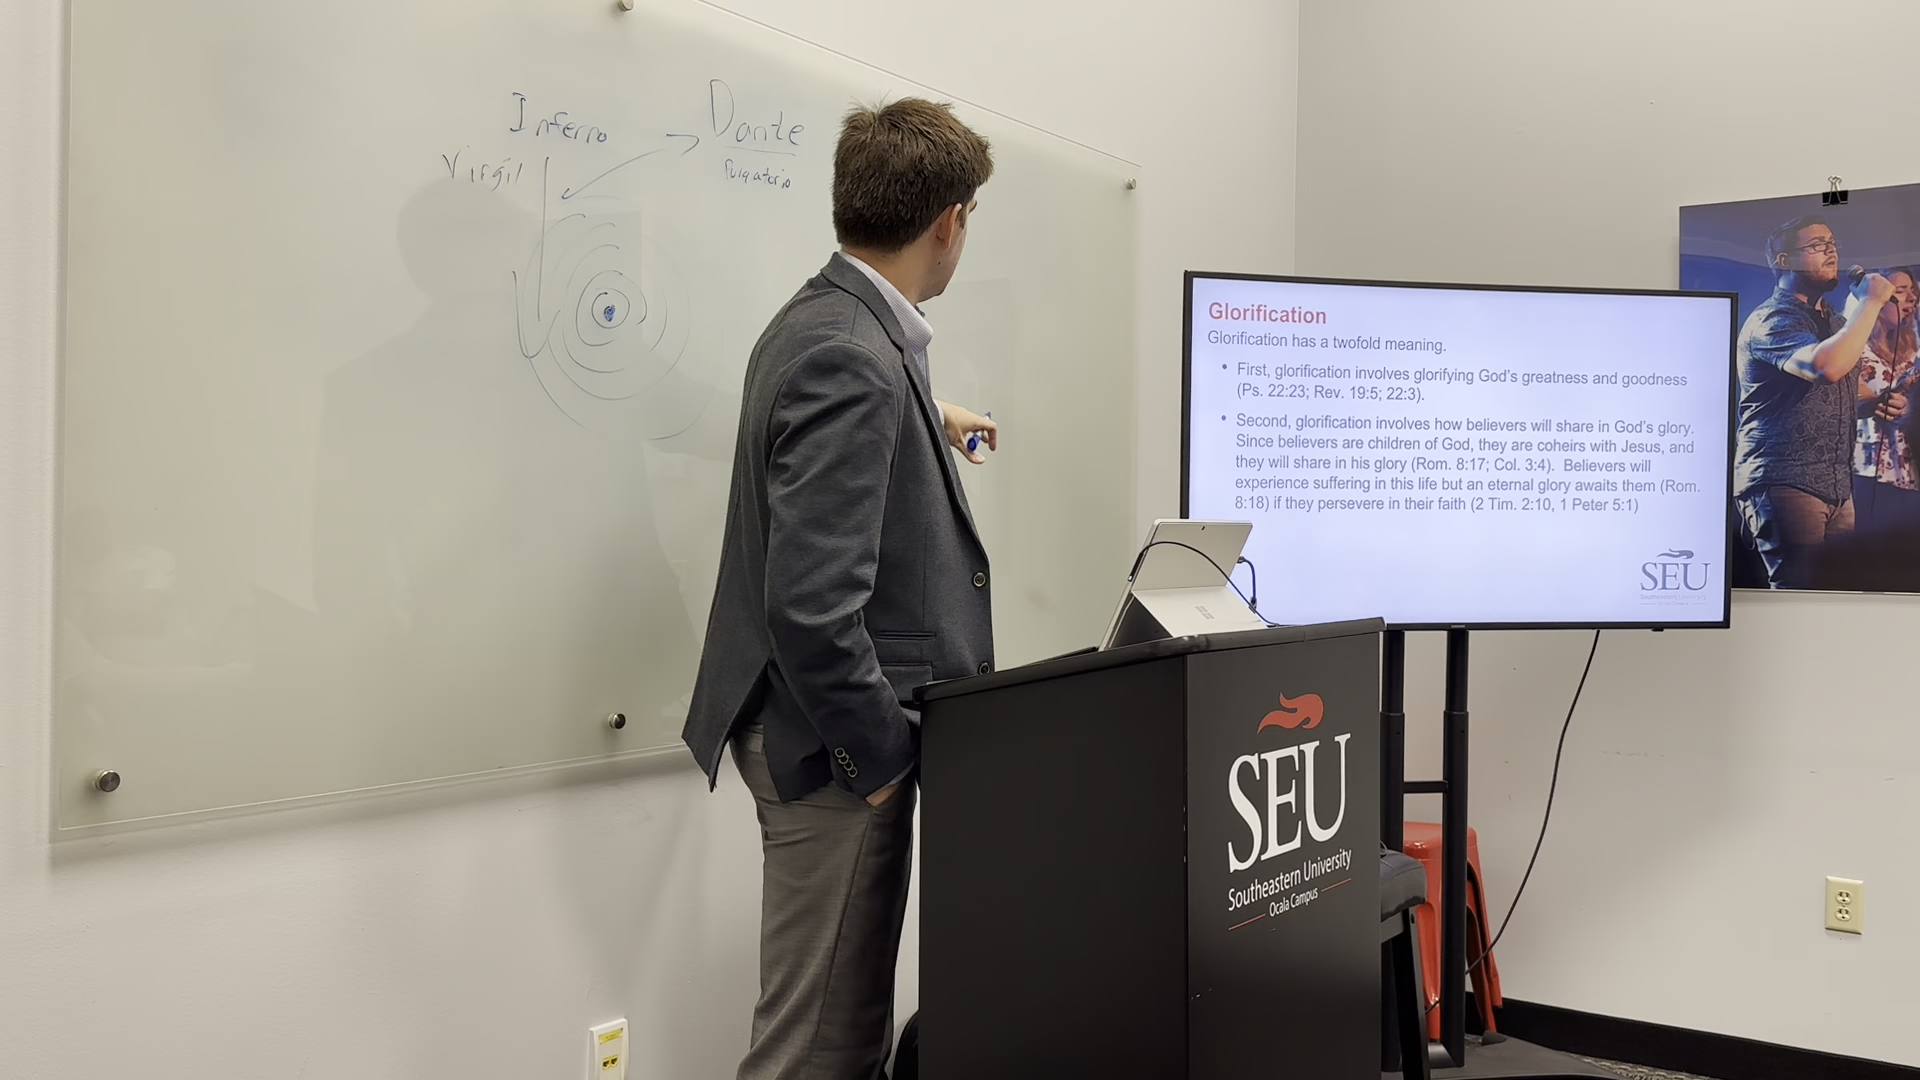 Inferno
Dante
Virgil
Purgatorio
Glorification
Glorification has a twofold meaning.
• First, glorification involves glorifying God's greatness and goodness
(Ps. 22:23; Rev. 19:5; 22:3).
• Second, glorification involves how believers will share in God's glory.
Since believers are children of God, they are coheirs with Jesus, and
they will share in his glory (Rom. 8:17; Col. 3:4). Believers will
experience suffering in this life but an eternal glory awaits them (Rom.
8:18) if they persevere in their faith (2 Tim. 2:10, 1 Peter 5:1)
SEU
Southeastern University
SEU
Southeastern University
Ocala Campus